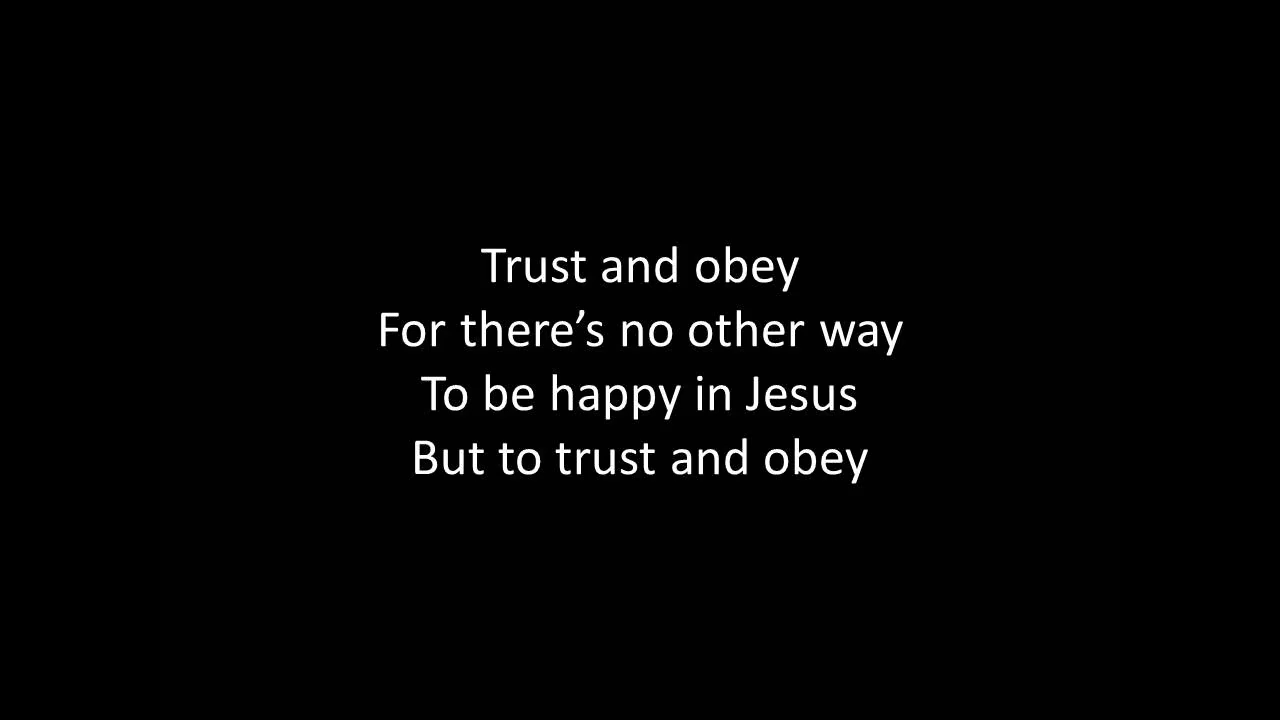 Trust and obey
For there’s no other way
To be happy in Jesus
But to trust and obey